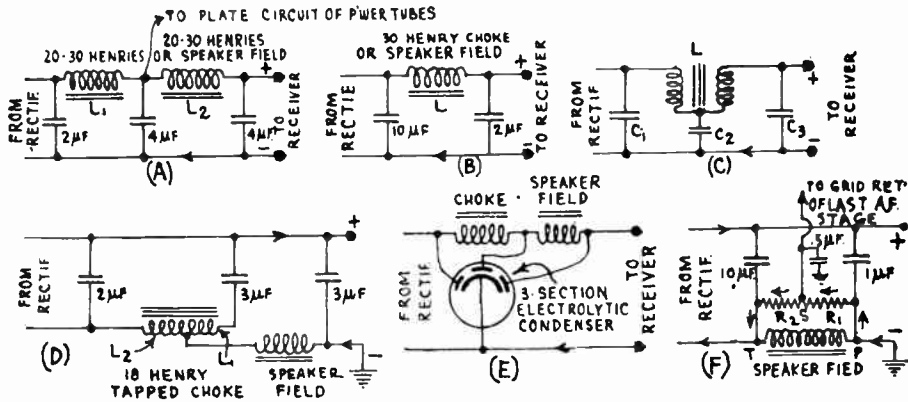 TO PLATE CIRCUIT OF P'WER TUBES
20-30 HENRIES
20-30 HENRIES
OR SPEAKER FIELD
L1
L2
FROM
RECTIF.
2μF
4μF
4μF
+
-
TO
RECEIVER
(A)
30 HENRY CHOKE
OR SPEAKER FIELD
L
FROM
RECTIF
10μF
2μF
+
TO RECEIVER
(B)
L
FROM
RECTIF
C1
C2
C3
+
-
TO
RECEIVER
(C)
FROM
RECTIF
2μF
3μF
3μF
+
-
L2
L1
18 HENRY
TAPPED CHOKE
SPEAKER
FIELD
(D)
CHOKE
SPEAKER
FIELD
FROM
RECTIF
3-SECTION
ELECTROLYTIC
CONDENSER
TO
RECEIVER
(E)
TO GRID RET'
OF LAST A.F.
STAGE
.5μF.
+
10μF
1μF
R2
S
R1
T
P
-
SPEAKER FIED
(F)